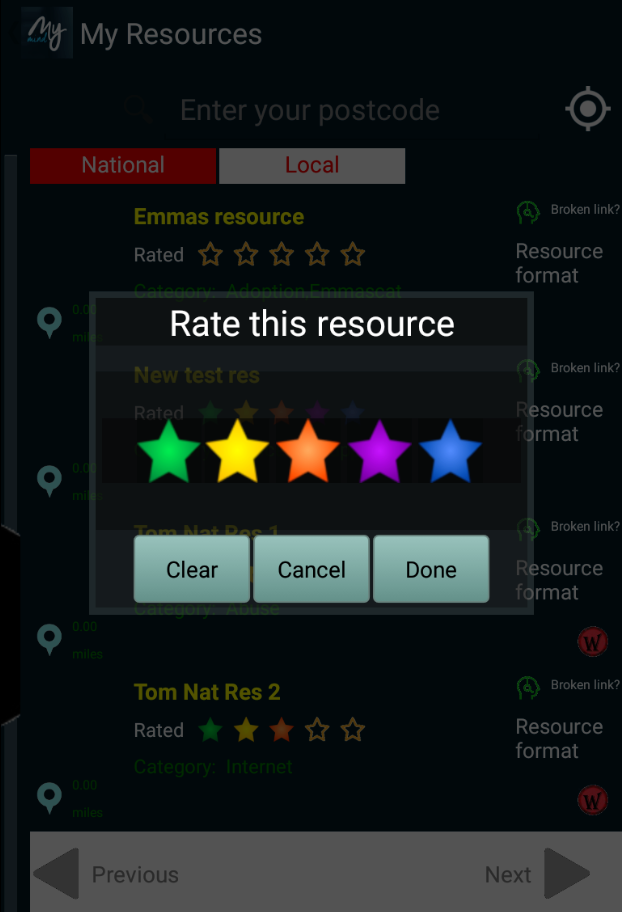 My
My Resources
Enter your postcode
National
Local
Emmas resource
Broken link?
Rated
Resource
format
Category: Adoption,Emmascat
0.00
miles
Rate this resource
New test res
Broken link?
Rated
Resource
format
0.00
miles
Clear
Cancel
Done
Tom Nat Res 1
Broken link?
Resource
format
Category: Abuse
0.00
miles
W
Tom Nat Res 2
Broken link?
Rated
Resource
format
Category: Internet
0.00
miles
W
Previous
Next